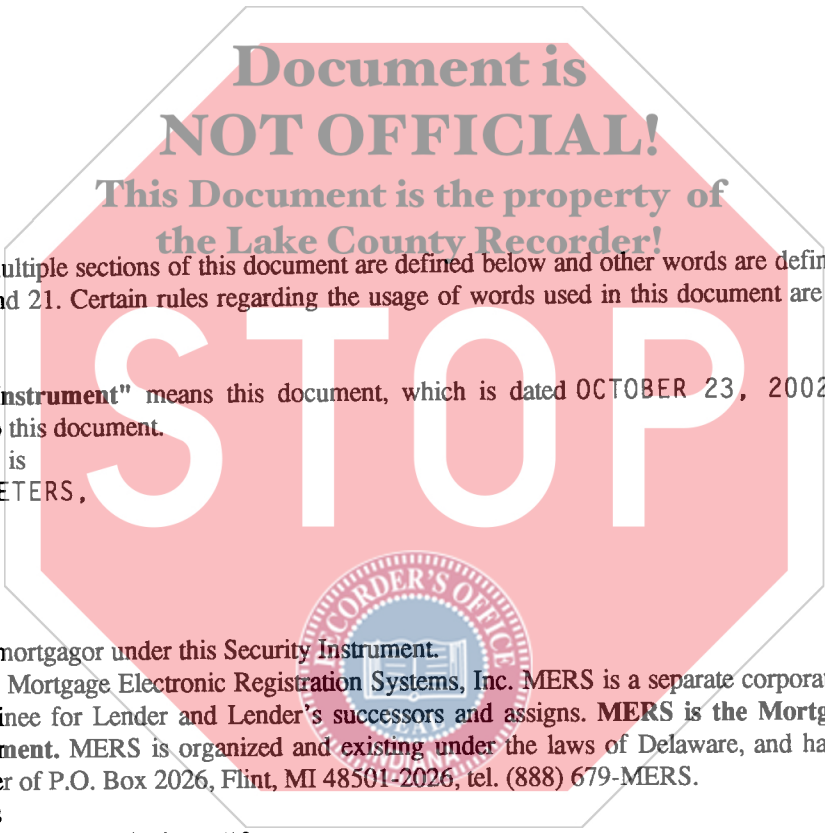 Document is
NOT OFFICIAL!
This Document is the property of
the Lake County Recorder!
ultiple sections of this document are defined below and other words are defin
nd 21. Certain rules regarding the usage of words used in this document are
STOP
nstrument" means this document, which is dated OCTOBER 23, 2002
this document.
is
ETERS,
RECORDER'S OFFICE
mortgagor under this Security Instrument.
Mortgage Electronic Registration Systems, Inc. MERS is a separate corporat
inee for Lender and Lender's successors and assigns. MERS is the Mortg
ment. MERS is organized and existing under the laws of Delaware, and ha
er of P.O. Box 2026, Flint, MI 48501-2026, tel. (888) 679-MERS.
SEAL
INDIANA